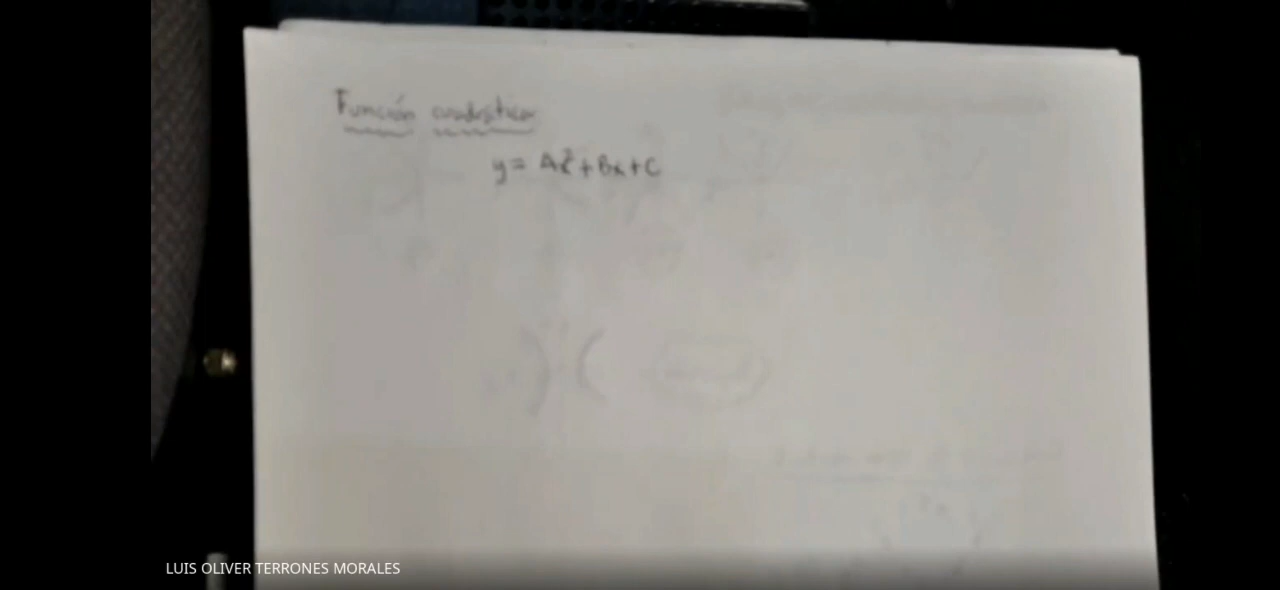 Función cuadrática
y = Ax² + Bx + C
LUIS OLIVER TERRONES MORALES